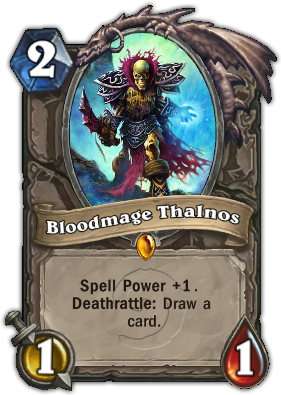 2
Bloodmage Thalnos
Spell Power +1.
Deathrattle: Draw a
card.
1
1